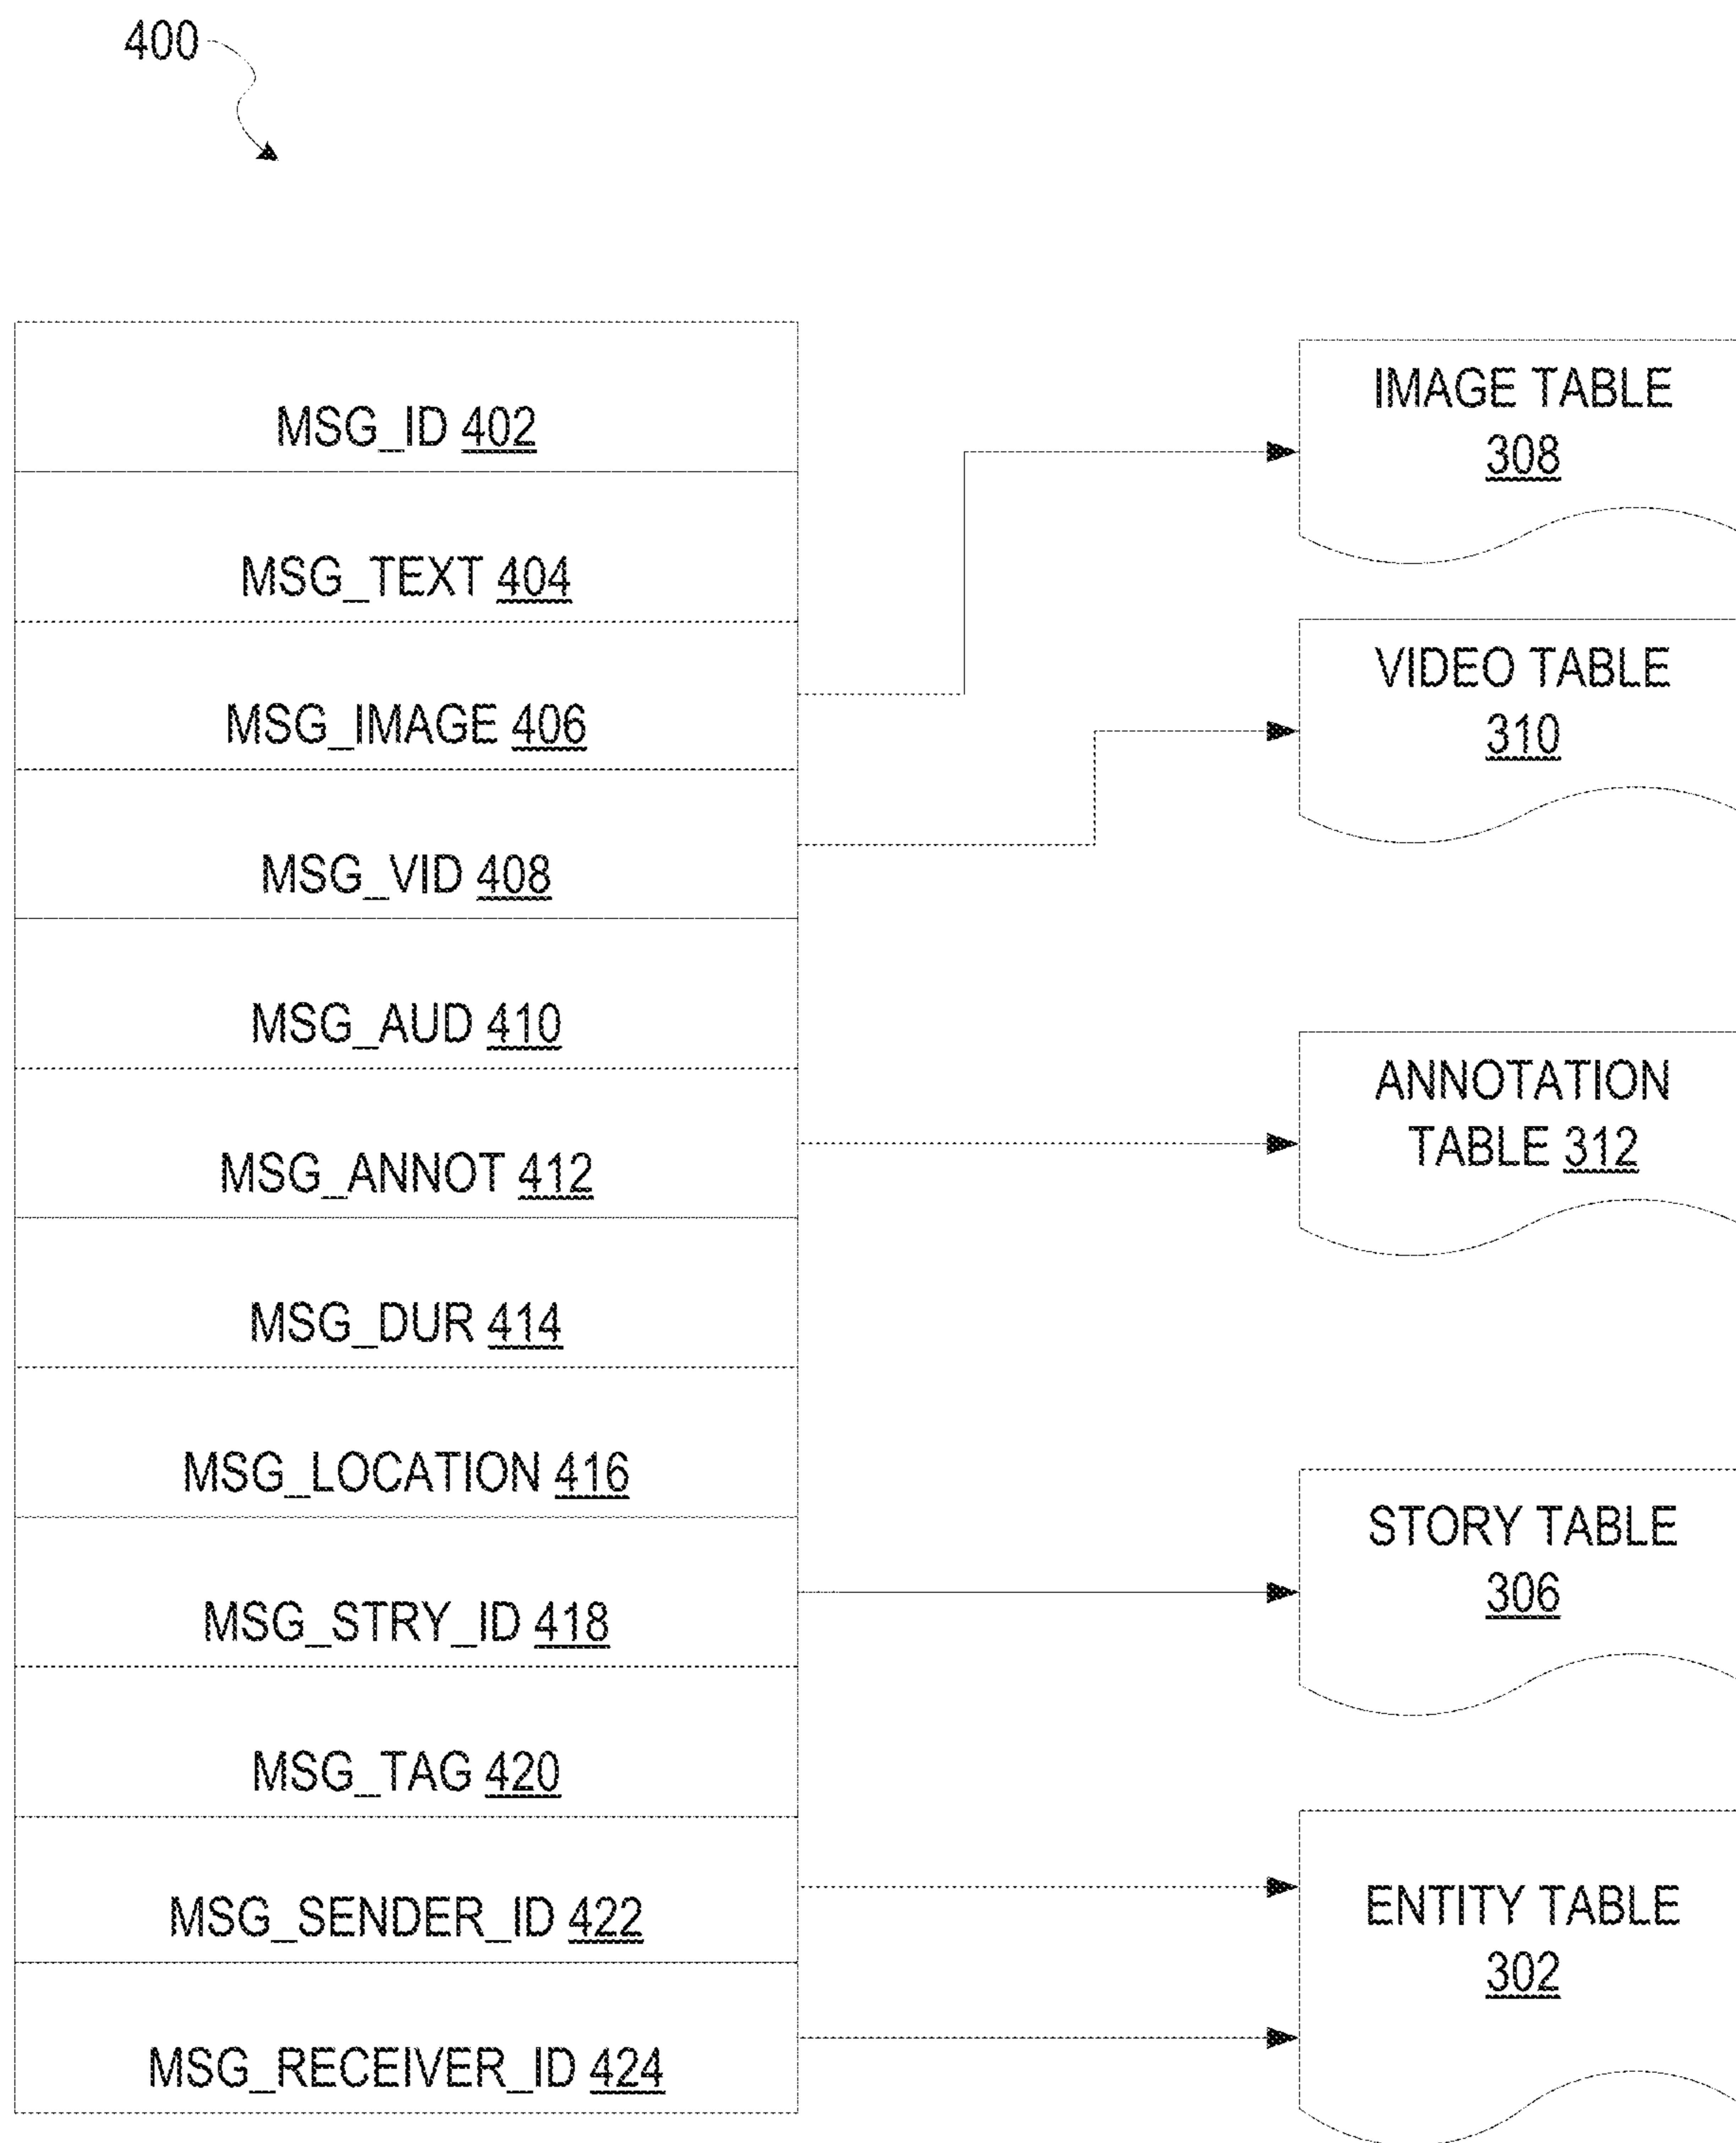 400
MSG_ID 402
MSG_TEXT 404
MSG_IMAGE 406
MSG_VID 408
MSG_AUD 410
MSG_ANNOT 412
MSG_DUR 414
MSG_LOCATION 416
MSG_STRY_ID 418
MSG_TAG 420
MSG_SENDER_ID 422
MSG_RECEIVER_ID 424
IMAGE TABLE
308
VIDEO TABLE
310
ANNOTATION
TABLE 312
STORY TABLE
306
ENTITY TABLE
302